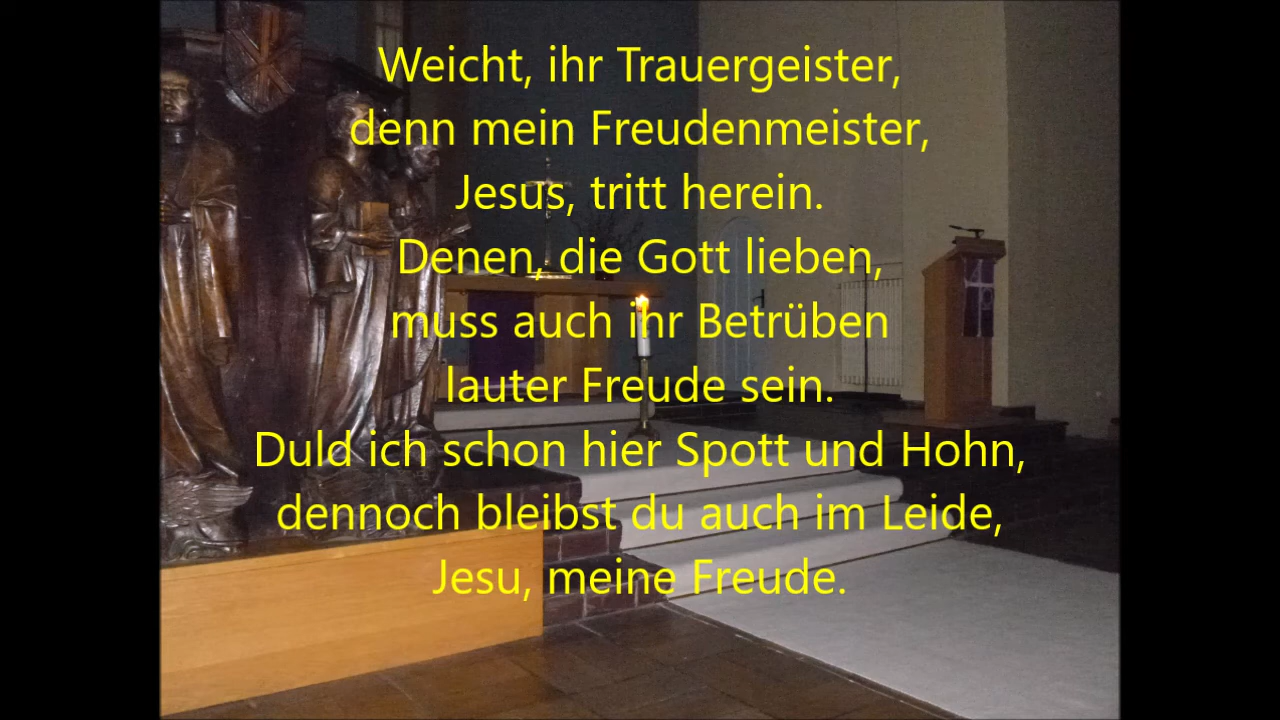 Weicht, ihr Trauergeister,
denn mein Freudenmeister,
Jesus, tritt herein.
Denen, die Gott lieben,
muss auch ihr Betrüben
lauter Freude sein.
Duld ich schon hier Spott und Hohn,
dennoch bleibst du auch im Leide,
Jesu, meine Freude.